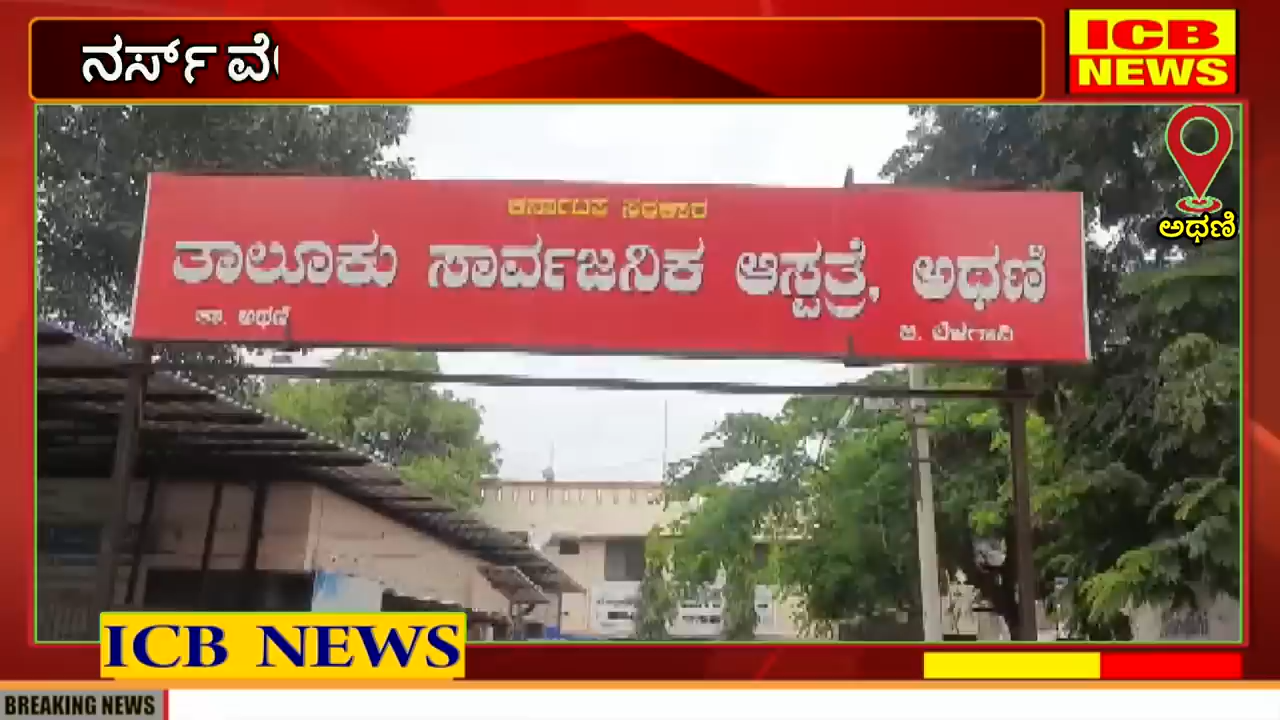 ನರ್ಸ್
ICB
NEWS
ಅಥಣಿ
ಕರ್ನಾಟಕ ಸರಕಾರ
ತಾಲೂಕು ಸಾರ್ವಜನಿಕ ಆಸ್ಪತ್ರೆ, ಅಥಣಿ
ತಾ. ಅಥಣಿ
ಜಿ. ಬೆಳಗಾವಿ
ICB NEWS
BREAKING NEWS